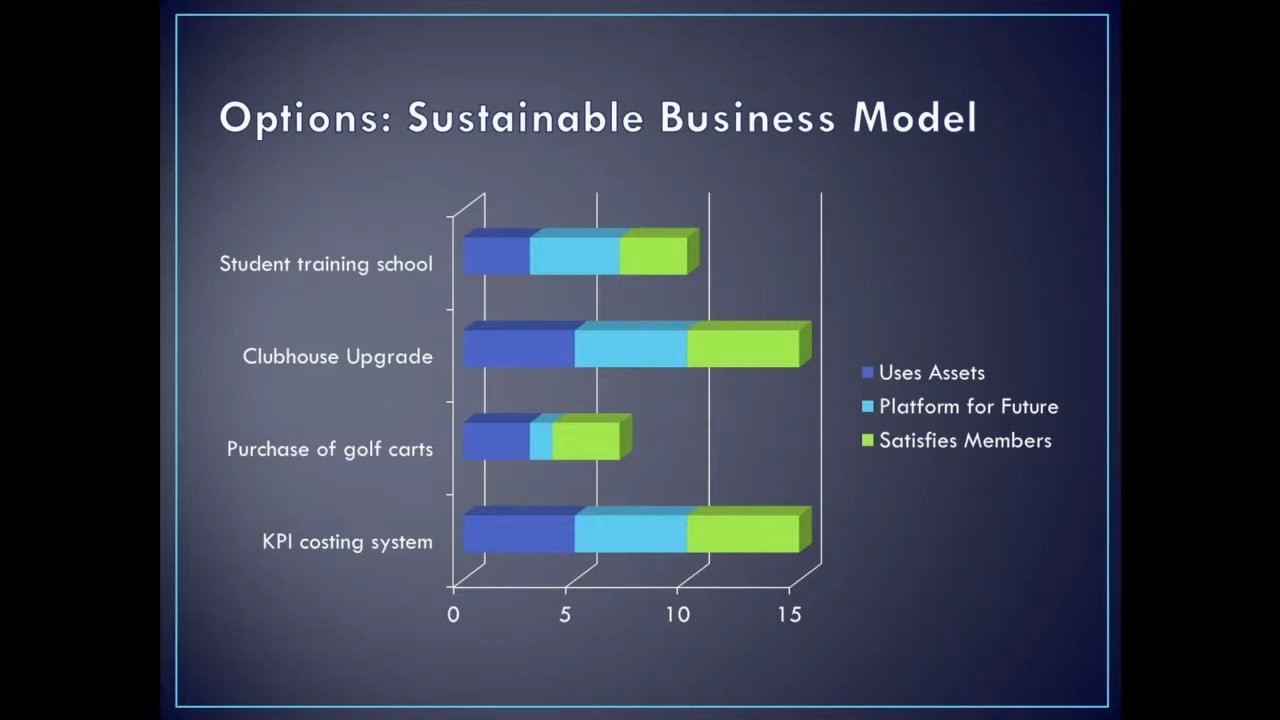 Options: Sustainable Business Model
Student training school
Clubhouse Upgrade
Purchase of golf carts
KPI costing system
0 5 10 15
Uses Assets
Platform for Future
Satisfies Members